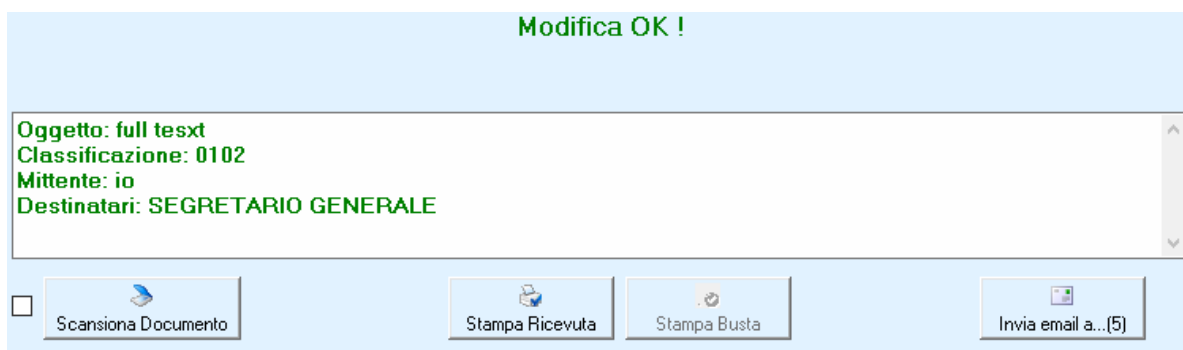 Modifica OK !
Oggetto: full tesxt
Classificazione: 0102
Mittente: io
Destinatari: SEGRETARIO GENERALE
Scansiona Documento
Stampa Ricevuta
Stampa Busta
Invia email a...(5)